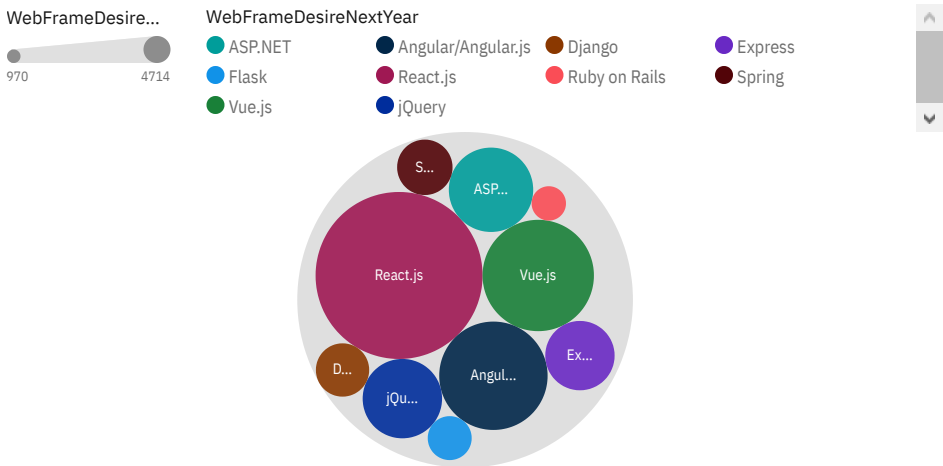 WebFrameDesire...
970 4714
WebFrameDesireNextYear
ASP.NET Angular/Angular.js Django Express
Flask React.js Ruby on Rails Spring
Vue.js jQuery
S...
ASP...
React.js
Vue.js
Ex...
D...
Angul...
jQu...